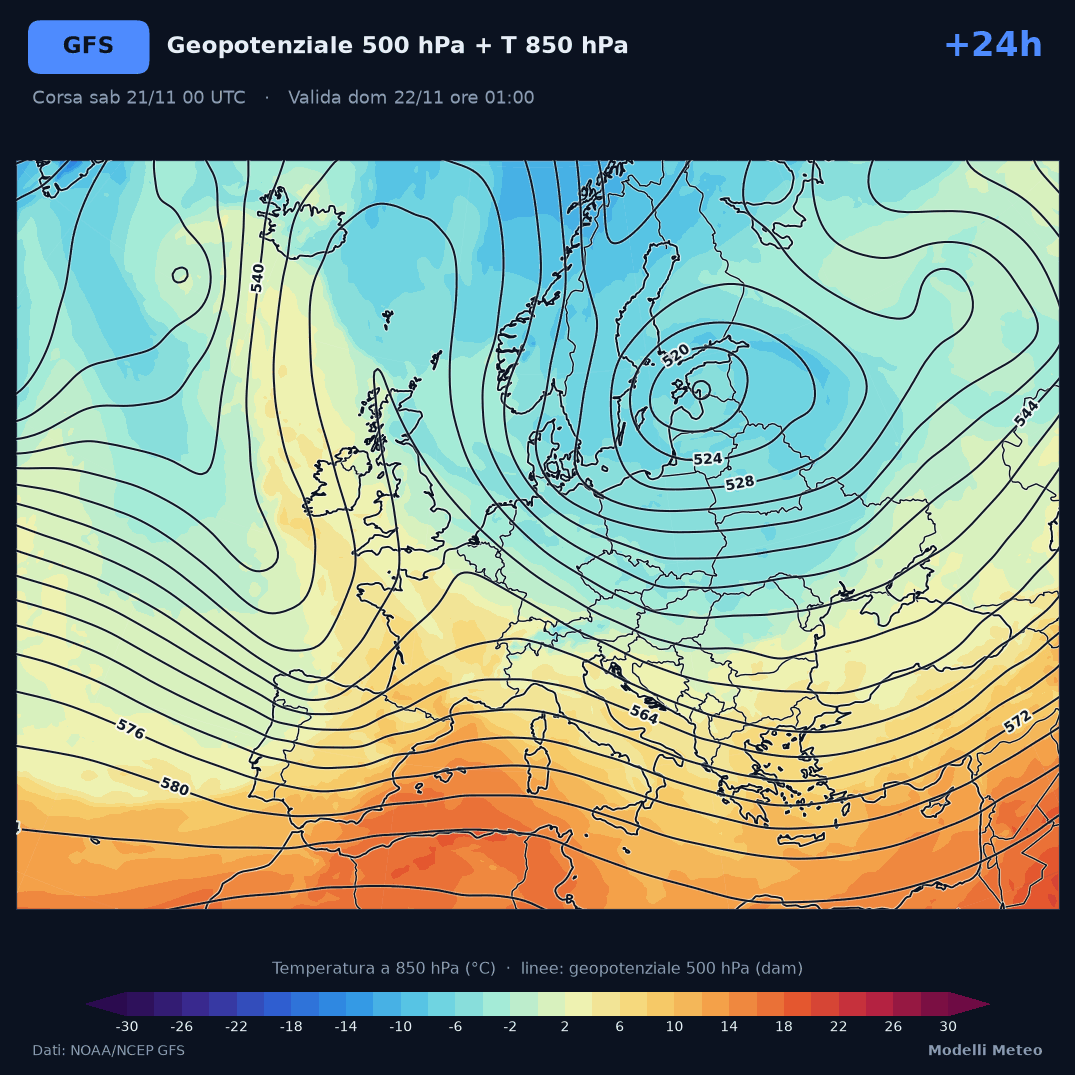 GFS
Geopotenziale 500 hPa + T 850 hPa
+24h
Corsa sab 21/11 00 UTC · Valida dom 22/11 ore 01:00
540
520
544
524
528
564
572
576
580
Temperatura a 850 hPa (°C) · linee: geopotenziale 500 hPa (dam)
-30 -26 -22 -18 -14 -10 -6 -2 2 6 10 14 18 22 26 30
Dati: NOAA/NCEP GFS
Modelli Meteo